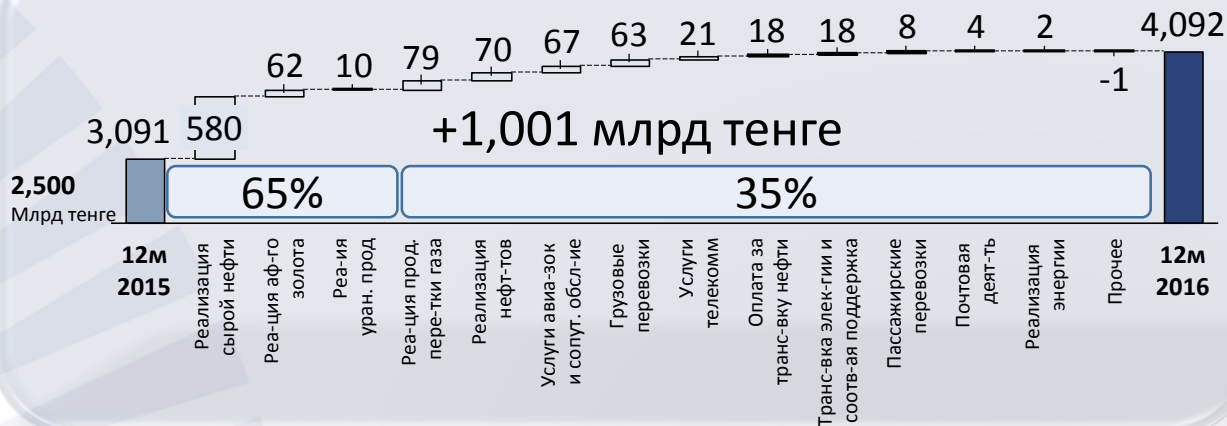 62
10
79
70
67
63
21
18
18
8
4
2
-1
4,092
3,091
580
+1,001 млрд тенге
2,500
Млрд тенге
65%
35%
12м
2015
Реализация
сырой нефти
Реа-ция аф-го
золота
Реа-ия
уран. прод
Реа-ция прод.
пере-тки газа
Реализация
нефт-тов
Услуги авиа-зок
и сопут. обсл-ие
Грузовые
перевозки
Услуги
телекомм
Оплата за
транс-вку нефти
Транс-вка элек-гии и
соотв-ая поддержка
Пассажирские
перевозки
Почтовая
деят-ть
Реализация
энергии
Прочее
12м
2016